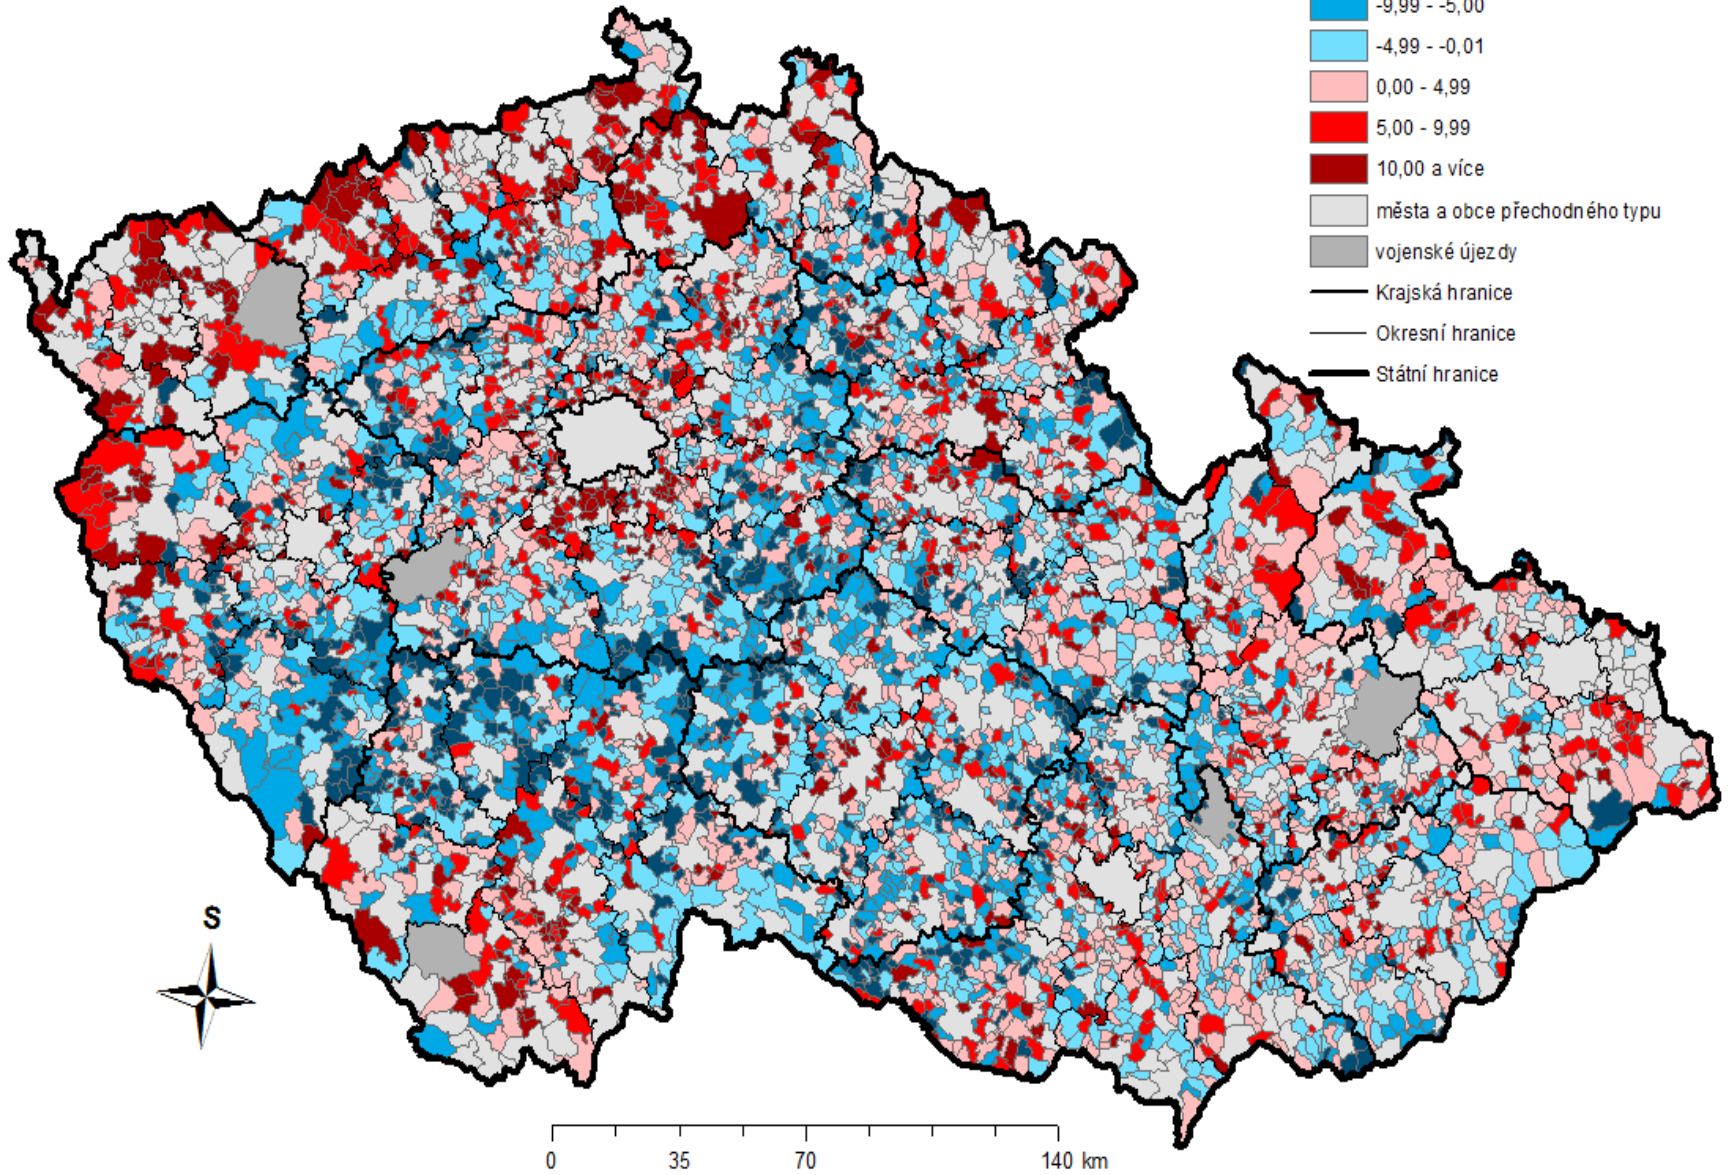 -9,99 - -5,00
-4,99 - -0,01
0,00 - 4,99
5,00 - 9,99
10,00 a více
města a obce přechodného typu
vojenské újezdy
Krajská hranice
Okresní hranice
Státní hranice
S
0 35 70 140 km